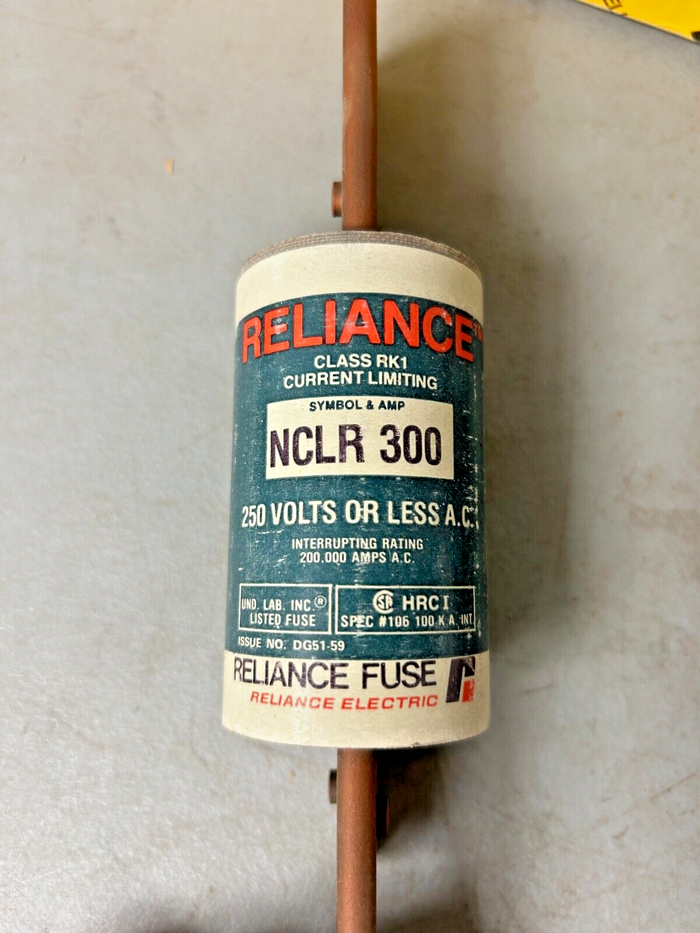 RELIANCE
CLASS RK1
CURRENT LIMITING
SYMBOL & AMP
NCLR 300
250 VOLTS OR LESS A.C.
INTERRUPTING RATING
200.000 AMPS A.C.
UND. LAB. INC.®
LISTED FUSE
HRC I
SPEC #106 100 K.A. INT.
ISSUE NO. DG51-59
RELIANCE FUSE
RELIANCE ELECTRIC